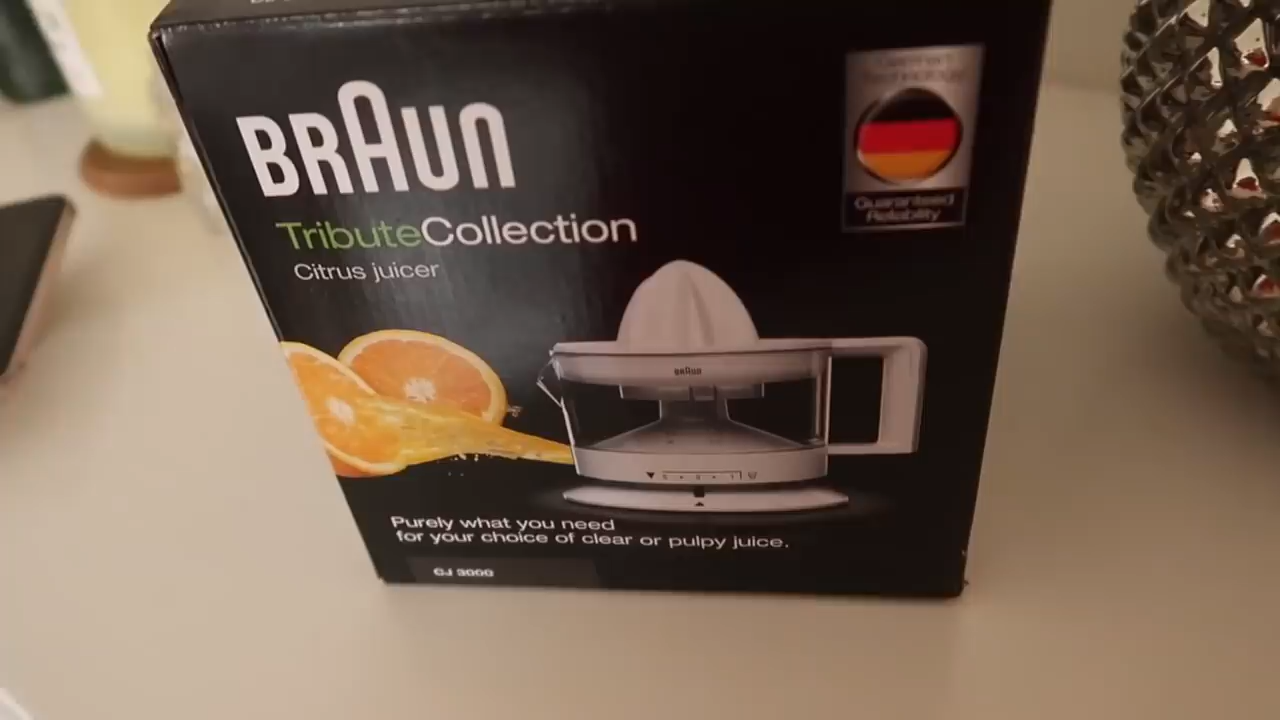 BRAUN
TributeCollection
Citrus juicer
Guaranteed
Reliability
BRAUN
Purely what you need
for your choice of clear or pulpy juice.
CJ 3000